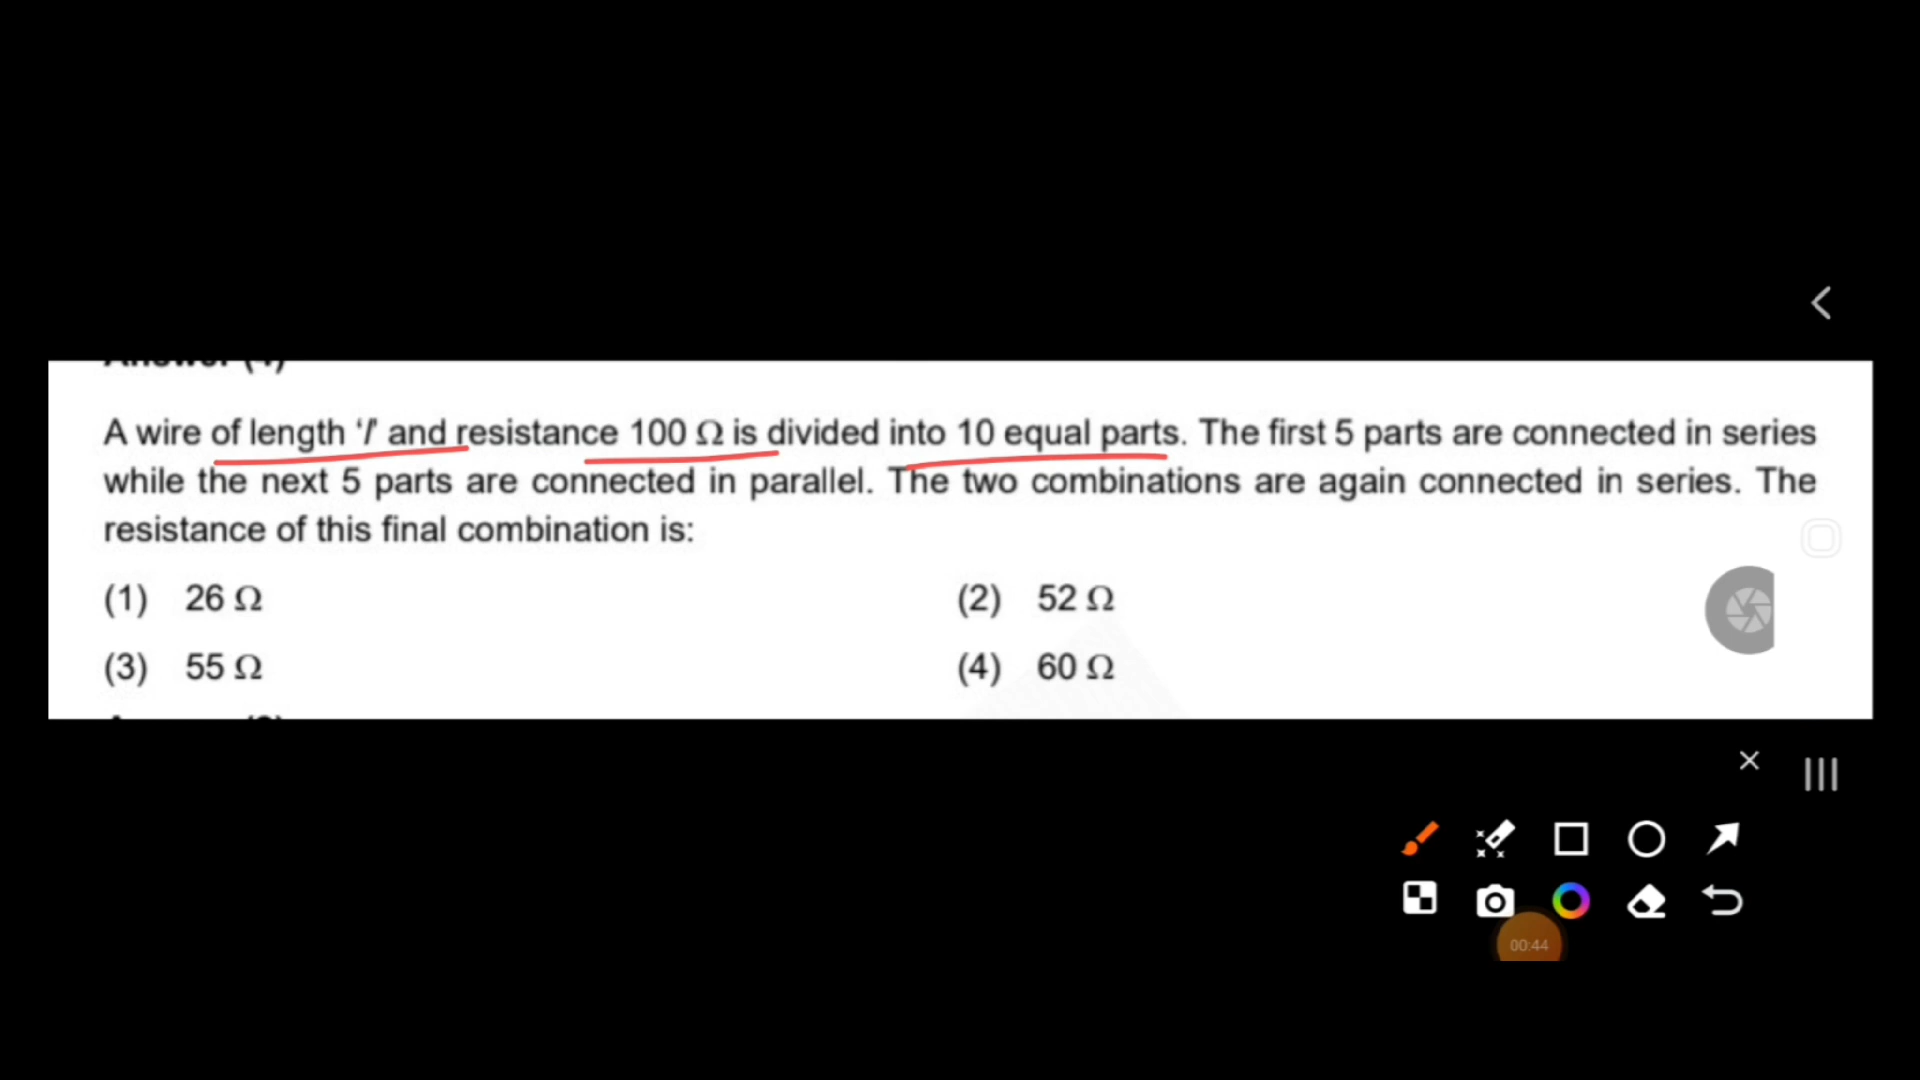 A wire of length ‘l’ and resistance 100 Ω is divided into 10 equal parts. The first 5 parts are connected in series
while the next 5 parts are connected in parallel. The two combinations are again connected in series. The
resistance of this final combination is:
(1) 26 Ω (2) 52 Ω
(3) 55 Ω (4) 60 Ω
00:44